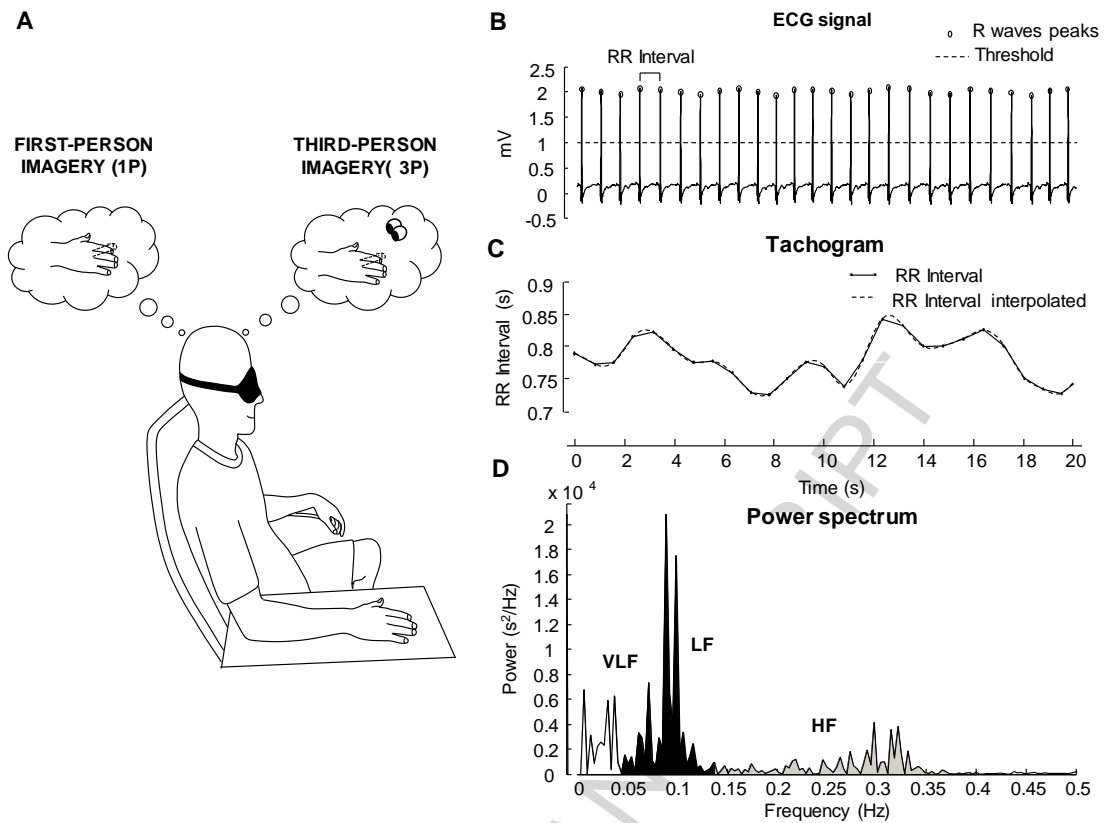 A
FIRST-PERSON
IMAGERY (1P)
THIRD-PERSON
IMAGERY( 3P)
B
ECG signal
R waves peaks
Threshold
RR Interval
2.5
2
1.5
1
0.5
0
-0.5
mV
C
Tachogram
RR Interval
RR Interval interpolated
0.9
0.85
0.8
0.75
0.7
RR Interval (s)
0 2 4 6 8 10 12 14 16 18 20
Time (s)
D
x 10 4
Power spectrum
2
1.8
1.6
1.4
1.2
1
0.8
0.6
0.4
0.2
0
Power (s2/Hz)
VLF
LF
HF
0 0.05 0.1 0.15 0.2 0.25 0.3 0.35 0.4 0.45 0.5
Frequency (Hz)